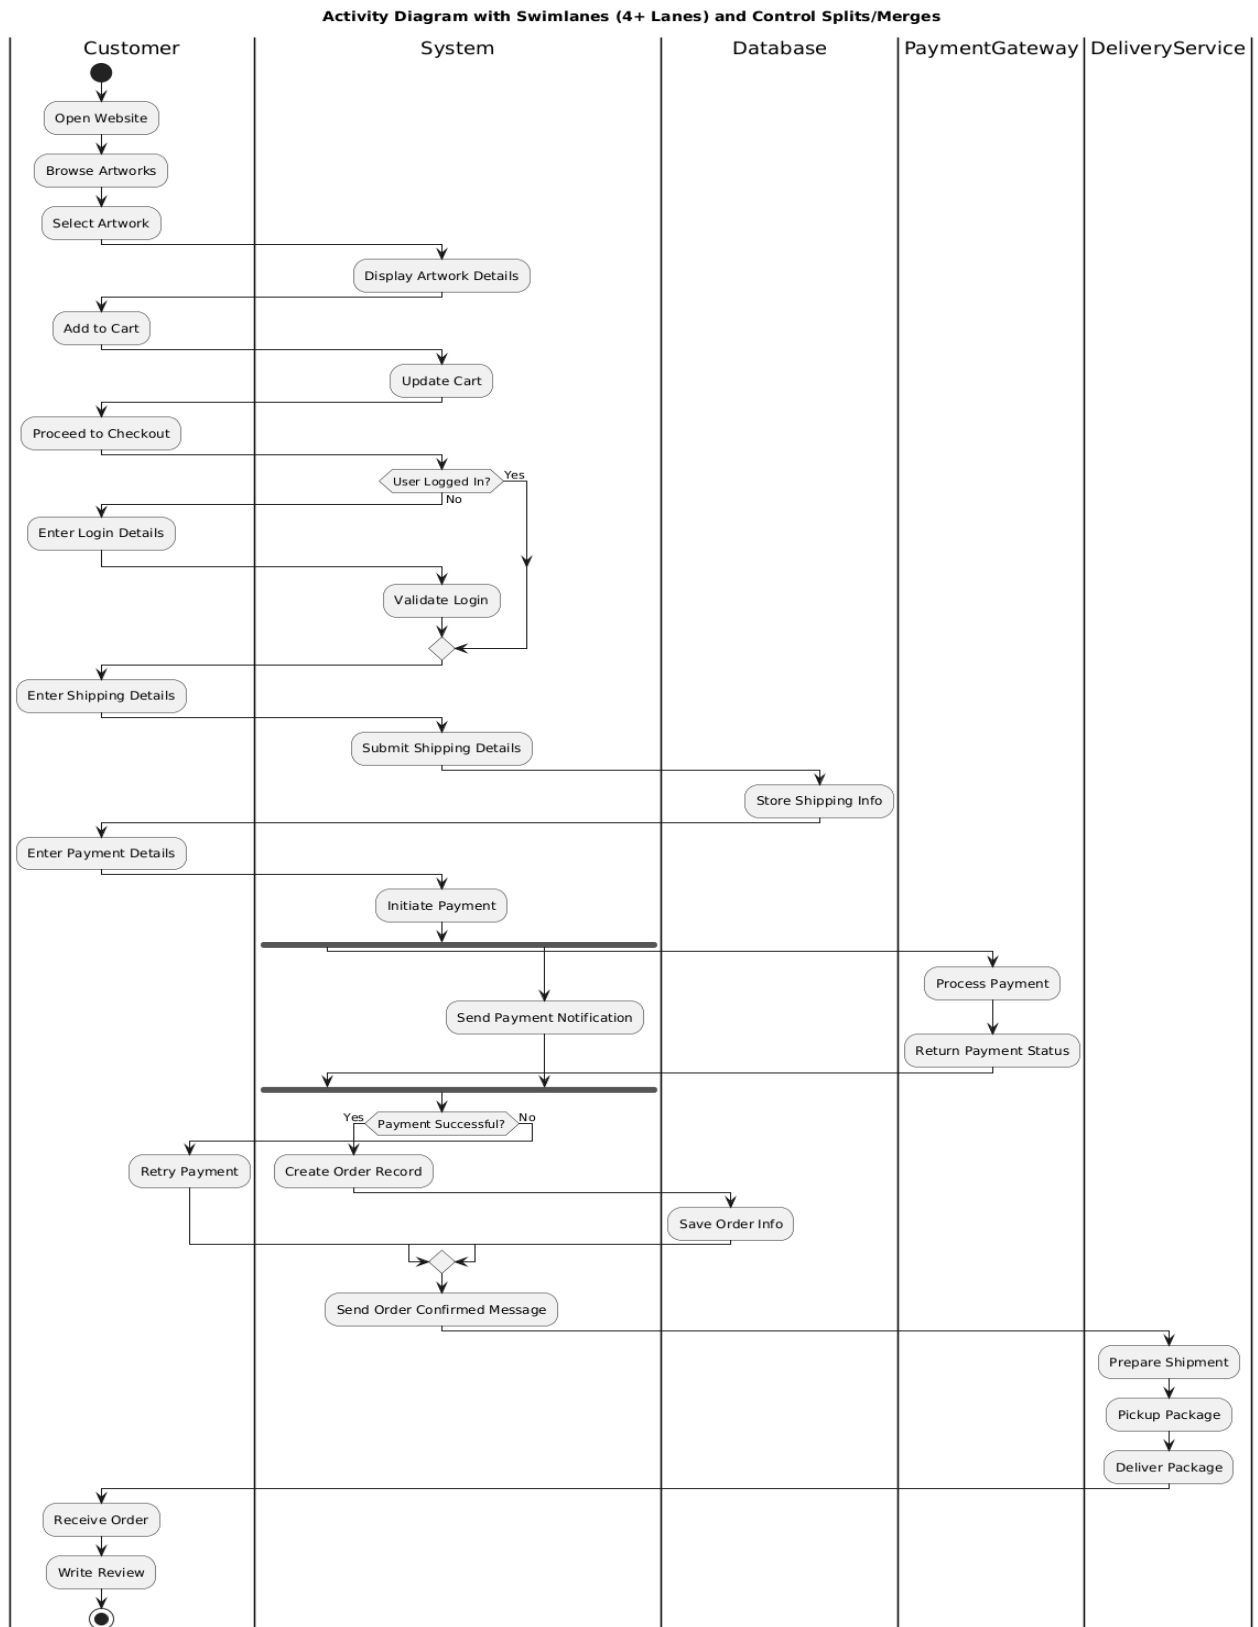 Activity Diagram with Swimlanes (4+ Lanes) and Control Splits/Merges
Customer
System
Database
PaymentGateway
DeliveryService
Open Website
Browse Artworks
Select Artwork
Display Artwork Details
Add to Cart
Update Cart
Proceed to Checkout
User Logged In?
Yes
No
Enter Login Details
Validate Login
Enter Shipping Details
Submit Shipping Details
Store Shipping Info
Enter Payment Details
Initiate Payment
Process Payment
Send Payment Notification
Return Payment Status
Yes
Payment Successful?
No
Retry Payment
Create Order Record
Save Order Info
Send Order Confirmed Message
Prepare Shipment
Pickup Package
Deliver Package
Receive Order
Write Review